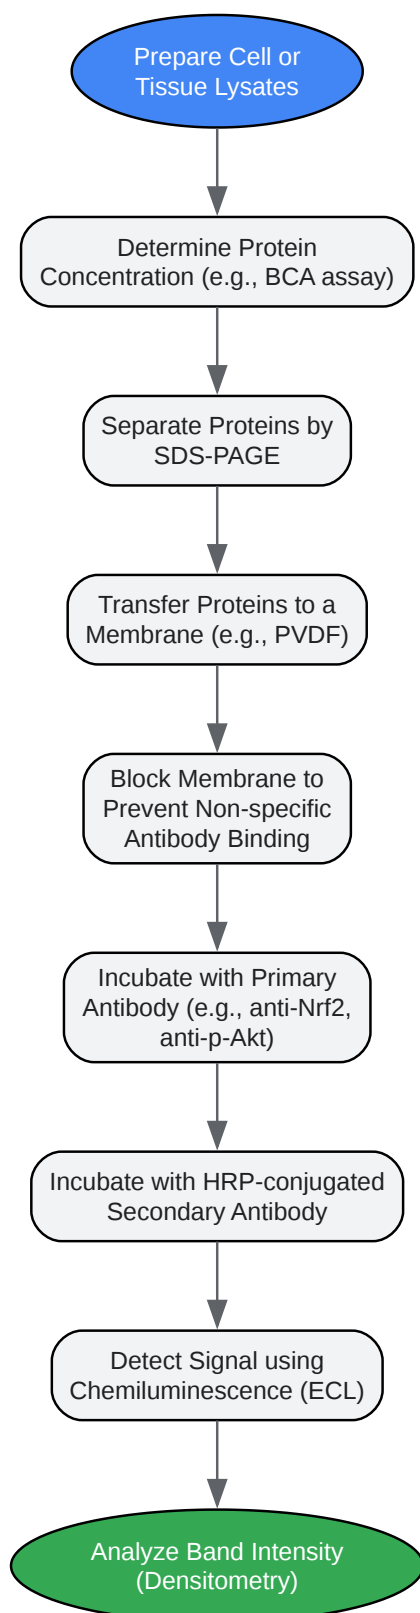 Prepare Cell or
Tissue Lysates
Determine Protein
Concentration (e.g., BCA assay)
Separate Proteins by
SDS-PAGE
Transfer Proteins to a
Membrane (e.g., PVDF)
Block Membrane to
Prevent Non-specific
Antibody Binding
Incubate with Primary
Antibody (e.g., anti-Nrf2,
anti-p-Akt)
Incubate with HRP-conjugated
Secondary Antibody
Detect Signal using
Chemiluminescence (ECL)
Analyze Band Intensity
(Densitometry)